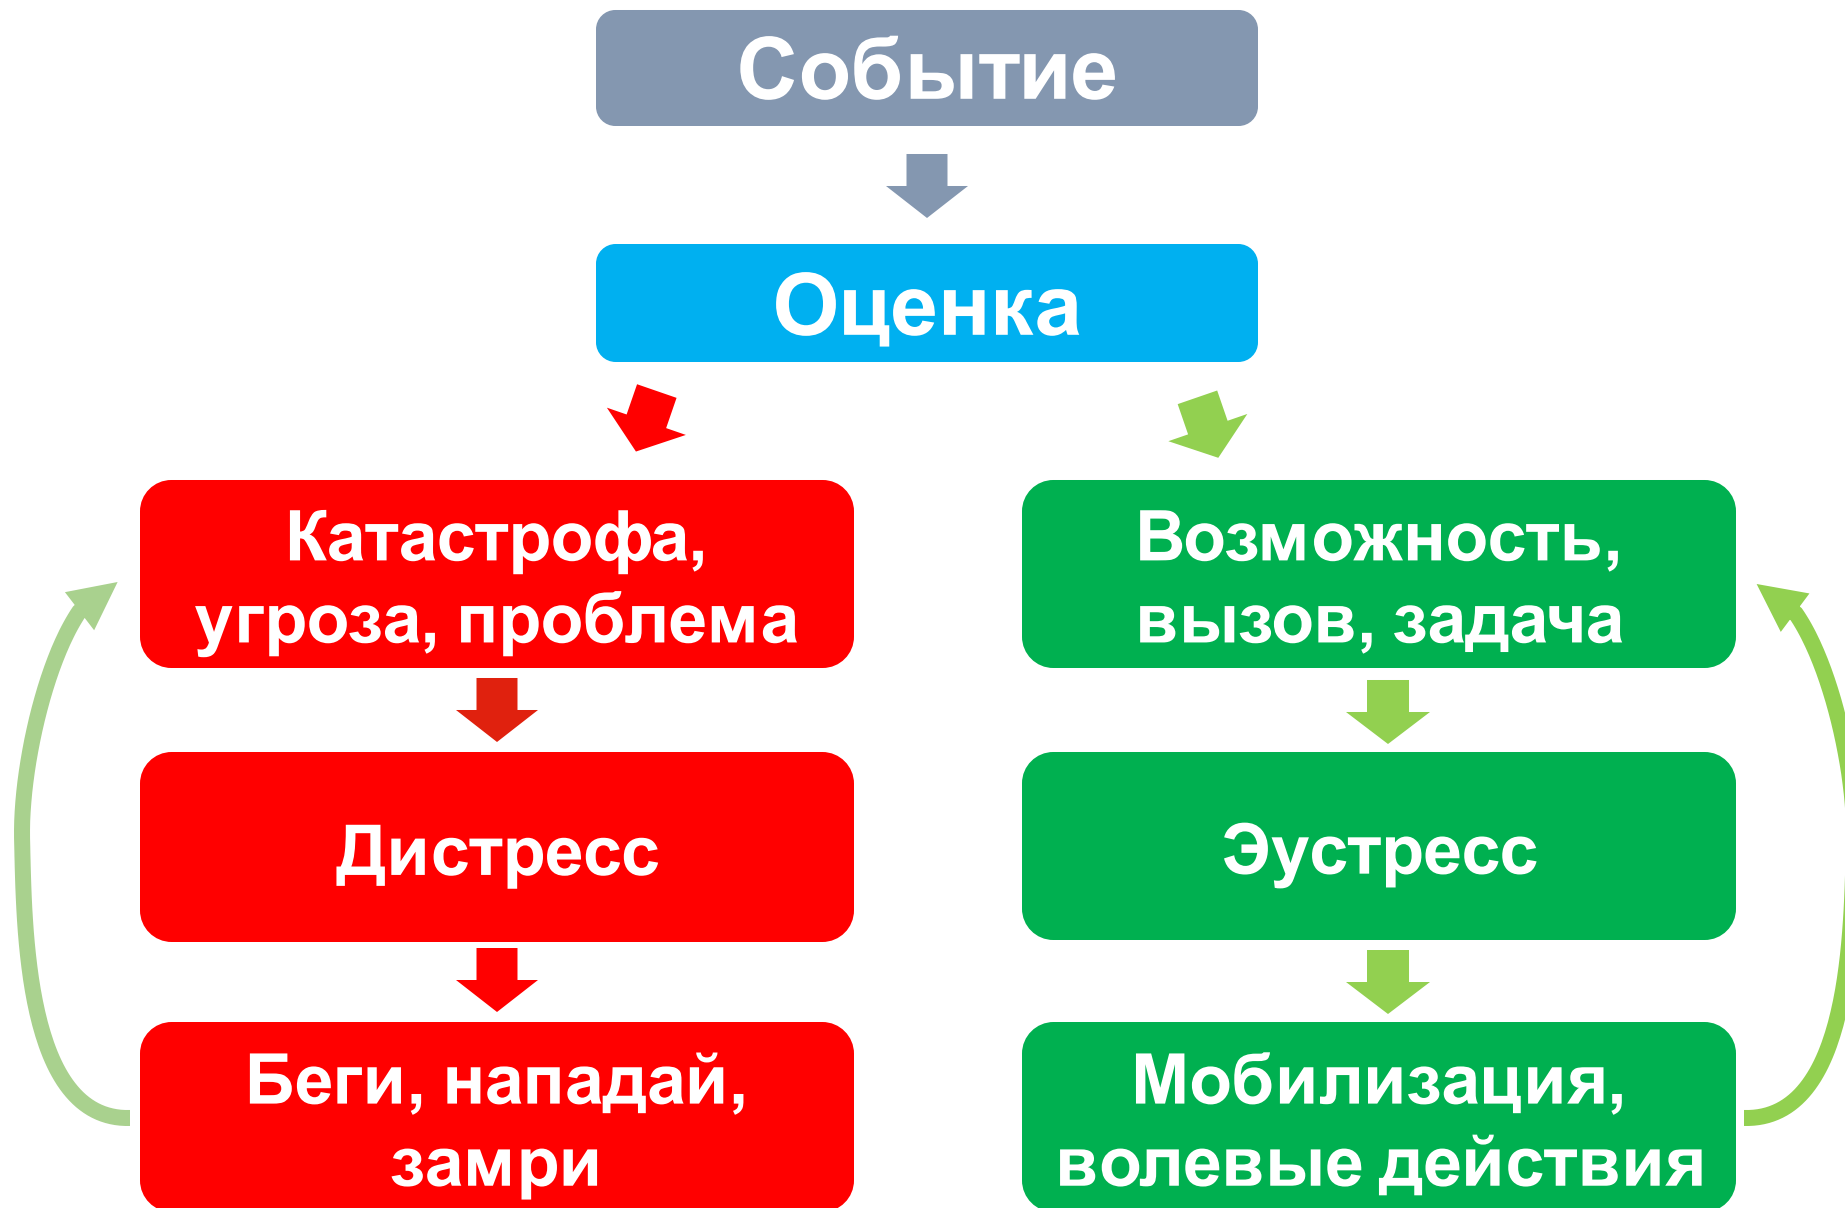 Событие
Оценка
Катастрофа,
угроза, проблема
Возможность,
вызов, задача
Дистресс
Эустресс
Беги, нападай,
замри
Мобилизация,
волевые действия